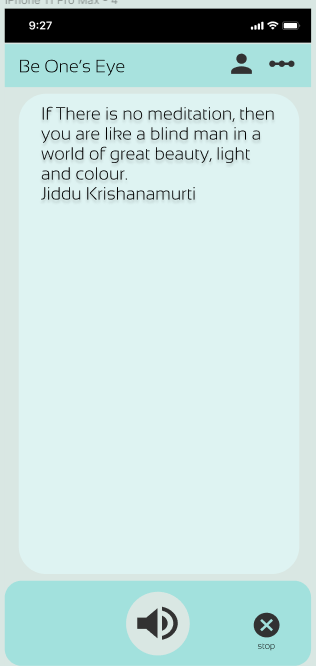 iPhone 11 Pro Max - 4
9:27
Be One's Eye
If There is no meditation, then
you are like a blind man in a
world of great beauty, light
and colour.
Jiddu Krishanamurti
stop